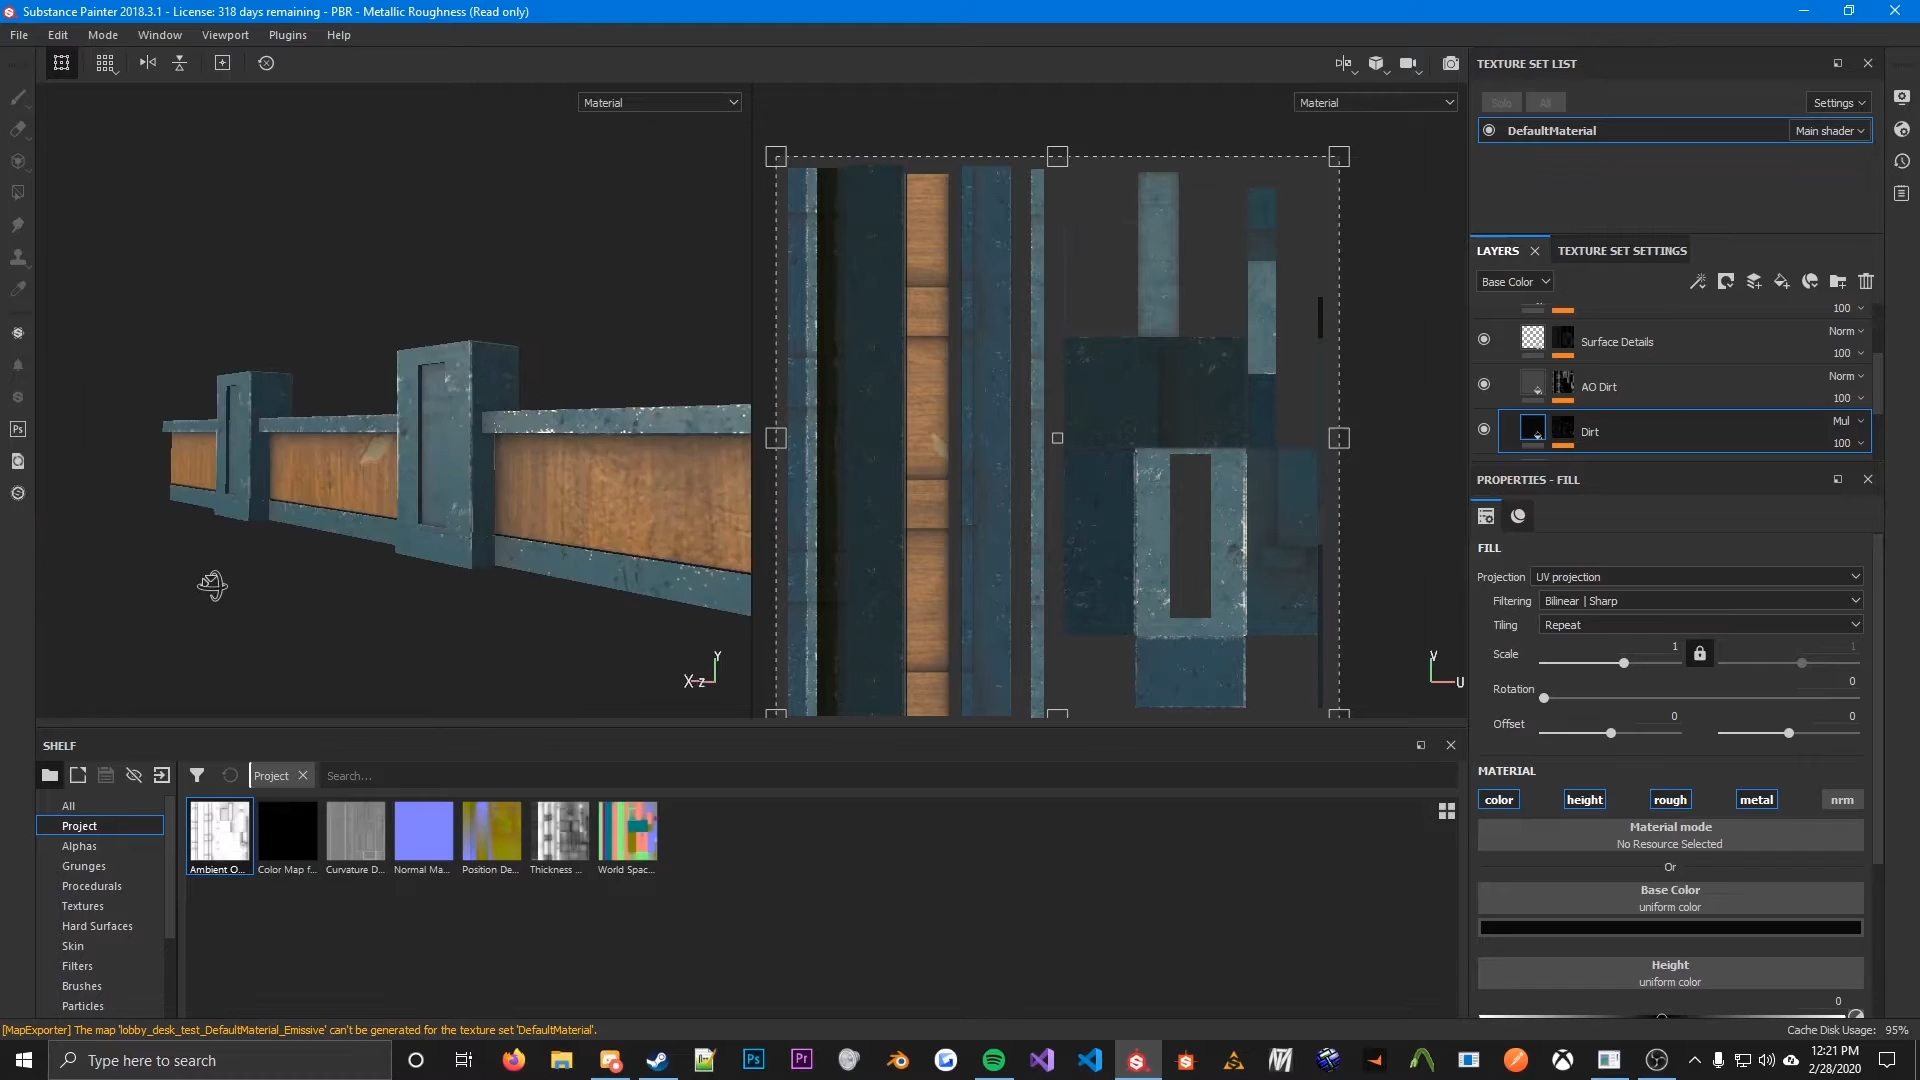 Substance Painter 2018.3.1 - License: 318 days remaining - PBR - Metallic Roughness (Read only)
File Edit Mode Window Viewport Plugins Help
Material
Material
TEXTURE SET LIST
Solo All Settings
DefaultMaterial Main shader
LAYERS TEXTURE SET SETTINGS
Base Color
100
Surface Details Norm
100
AO Dirt Norm
100
Dirt Mul
100
PROPERTIES - FILL
FILL
Projection UV projection
Filtering Bilinear | Sharp
Tiling Repeat
Scale 1 1
Rotation 0
Offset 0 0
MATERIAL
color height rough metal nrm
Material mode
No Resource Selected
Or
Base Color
uniform color
Height
uniform color
0
Y
X Z
V
U
SHELF
Project Search...
All
Project
Alphas
Grunges
Procedurals
Textures
Hard Surfaces
Skin
Filters
Brushes
Particles
Ambient O... Color Map f... Curvature D... Normal Ma... Position De... Thickness ... World Spac...
[MapExporter] The map 'lobby_desk_test_DefaultMaterial_Emissive' can't be generated for the texture set 'DefaultMaterial'.
Cache Disk Usage: 95%
Type here to search
Ps Pr
12:21 PM
2/28/2020